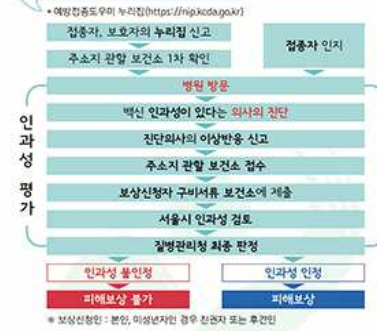 • 예방접종도우미 누리집(https://nip.kcda.go.kr)
접종자, 보호자의 누리집 신고
접종자 인지
주소지 관할 보건소 1차 확인
인과성 평가
병원 방문
백신 인과성이 있다는 의사의 진단
진단의사의 이상반응 신고
주소지 관할 보건소 접수
보상신청자 구비서류 보건소에 제출
서울시 인과성 검토
질병관리청 최종 판정
인과성 불인정
인과성 인정
피해보상 불가
피해보상
※ 보상신청인 : 본인, 미성년자인 경우 친권자 또는 후견인